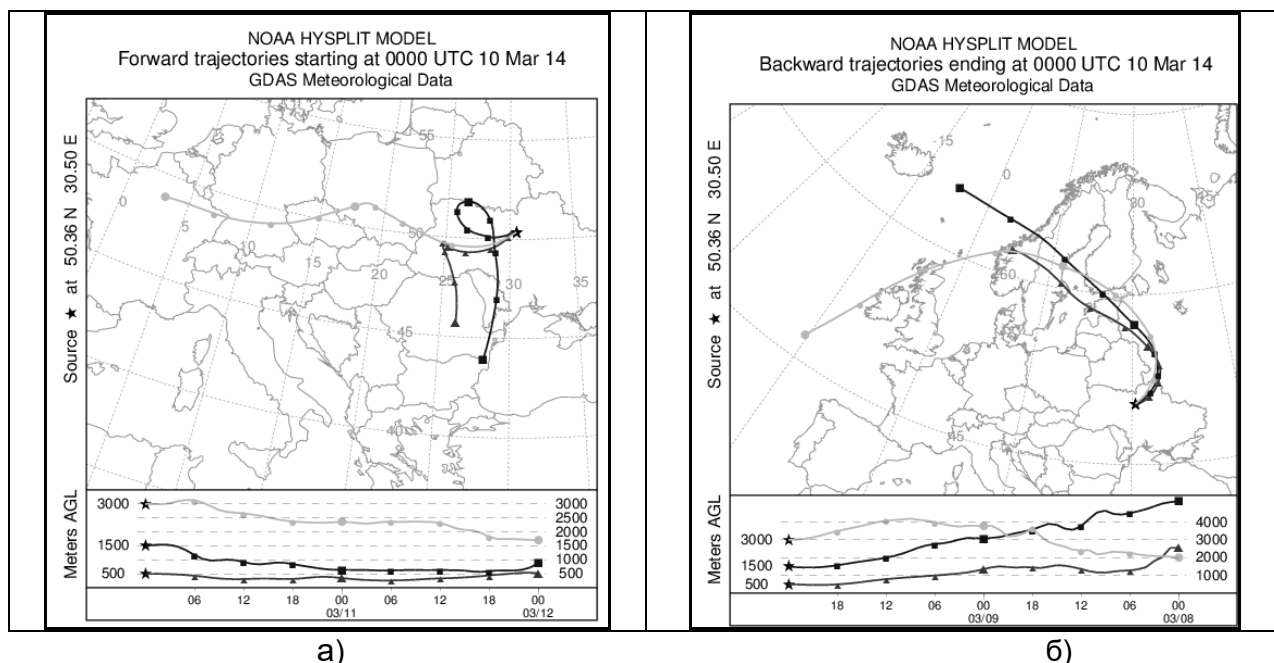 NOAA HYSPLIT MODEL
Forward trajectories starting at 0000 UTC 10 Mar 14
GDAS Meteorological Data
Source ★ at 50.36 N 30.50 E
55
0
5
10
15
20
25
50
30
35
45
40
Meters AGL
3000
1500
500
3000
2500
2000
1500
1000
500
06 12 18 00 06 12 18 00
03/11 03/12
а)
NOAA HYSPLIT MODEL
Backward trajectories ending at 0000 UTC 10 Mar 14
GDAS Meteorological Data
Source ★ at 50.36 N 30.50 E
-15
0
30
60
45
Meters AGL
3000
1500
500
4000
3000
2000
1000
18 12 06 00 18 12 06 00
03/09 03/08
б)